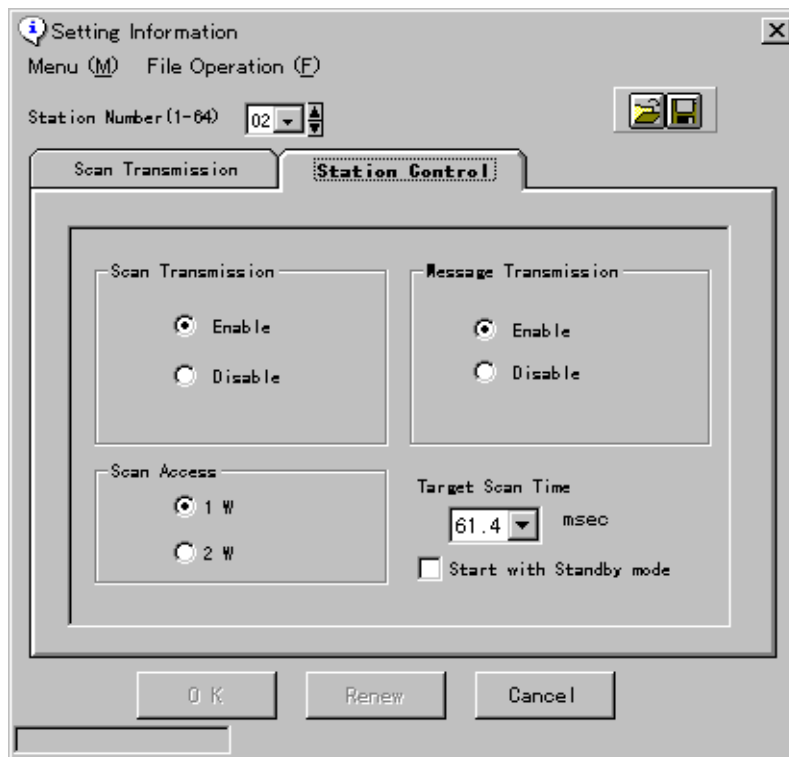 Setting Information
Menu (M) File Operation (F)
Station Number(1-64) 02
Scan Transmission Station Control
Scan Transmission
Enable
Disable
Message Transmission
Enable
Disable
Scan Access
1 W
2 W
Target Scan Time
61.4 msec
Start with Standby mode
O K Renew Cancel